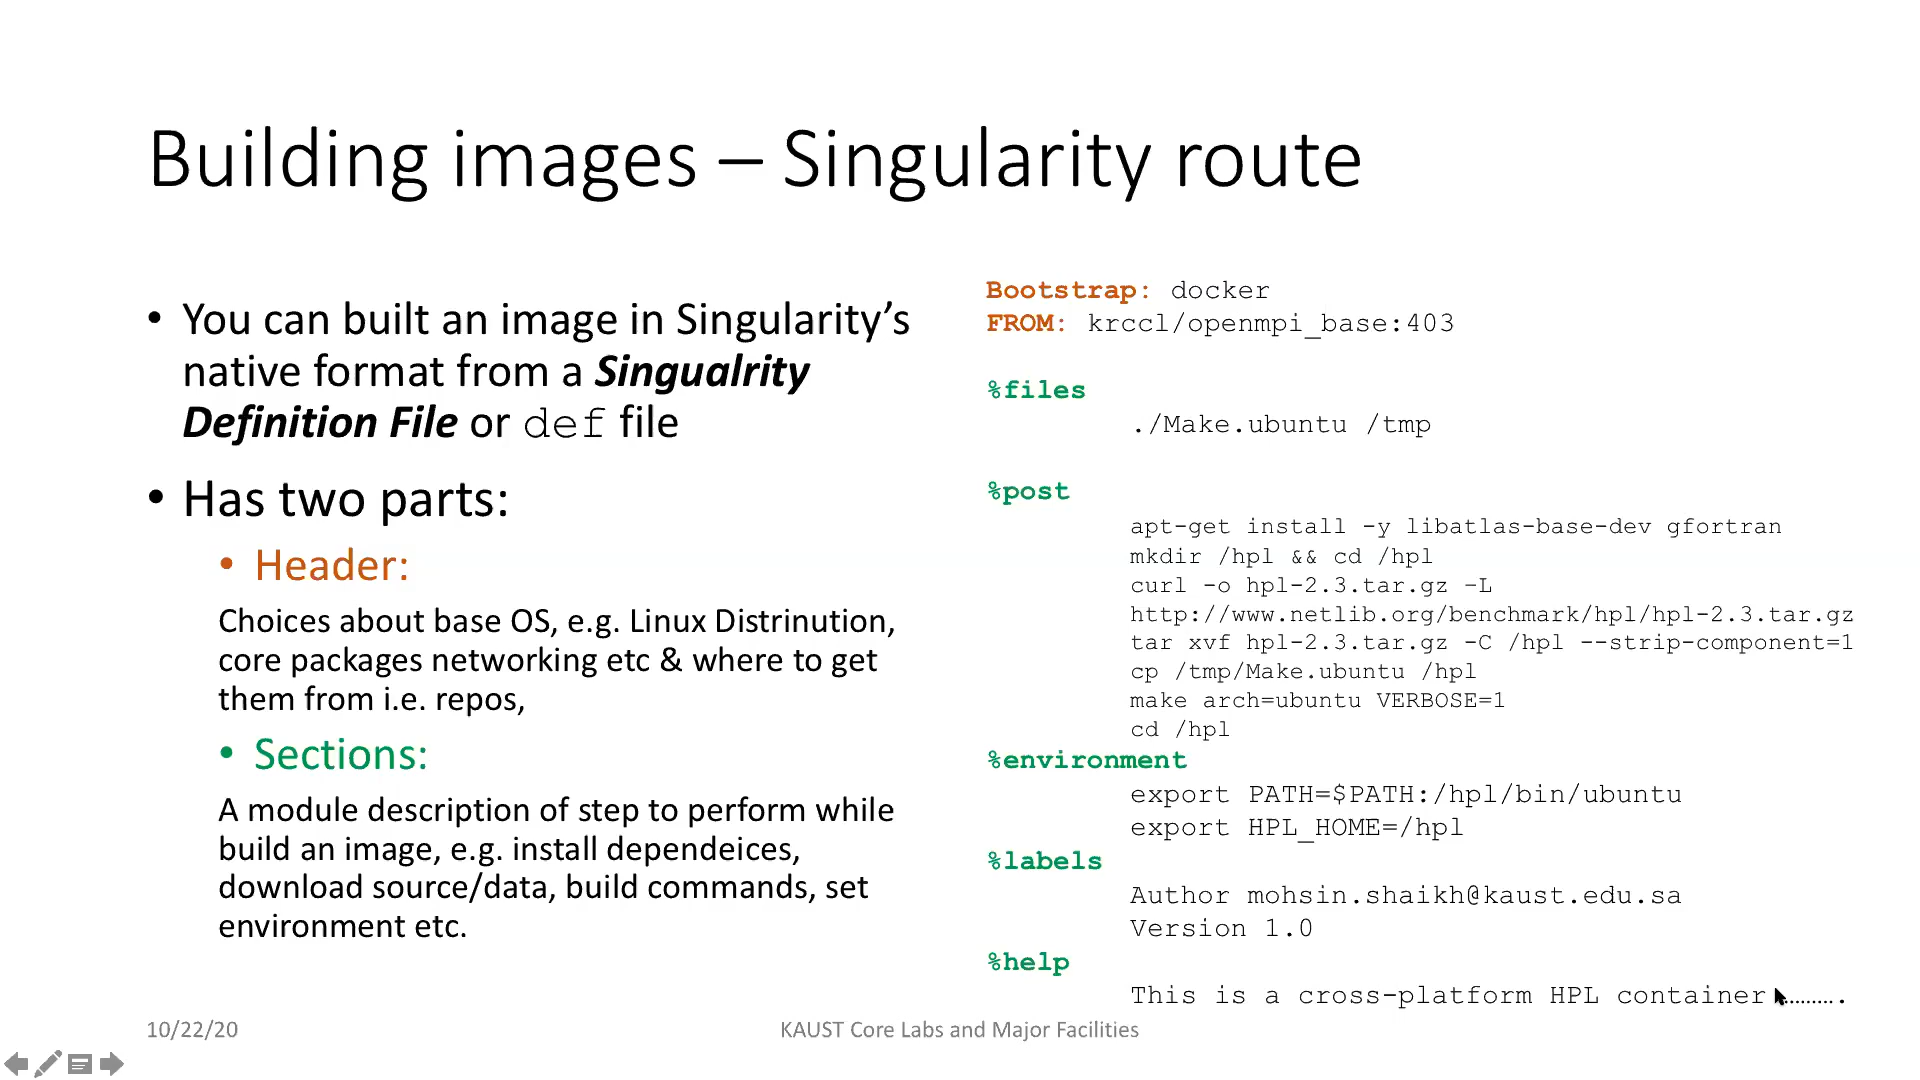 Building images – Singularity route
• You can built an image in Singularity’s
native format from a Singualrity
Definition File or def file
• Has two parts:
• Header:
Choices about base OS, e.g. Linux Distrinution,
core packages networking etc & where to get
them from i.e. repos,
• Sections:
A module description of step to perform while
build an image, e.g. install dependeices,
download source/data, build commands, set
environment etc.
Bootstrap: docker
FROM: krccl/openmpi_base:403
%files
./Make.ubuntu /tmp
%post
apt-get install -y libatlas-base-dev gfortran
mkdir /hpl && cd /hpl
curl -o hpl-2.3.tar.gz –L
http://www.netlib.org/benchmark/hpl/hpl-2.3.tar.gz
tar xvf hpl-2.3.tar.gz -C /hpl --strip-component=1
cp /tmp/Make.ubuntu /hpl
make arch=ubuntu VERBOSE=1
cd /hpl
%environment
export PATH=$PATH:/hpl/bin/ubuntu
export HPL_HOME=/hpl
%labels
Author mohsin.shaikh@kaust.edu.sa
Version 1.0
%help
This is a cross-platform HPL container ……….
10/22/20
KAUST Core Labs and Major Facilities